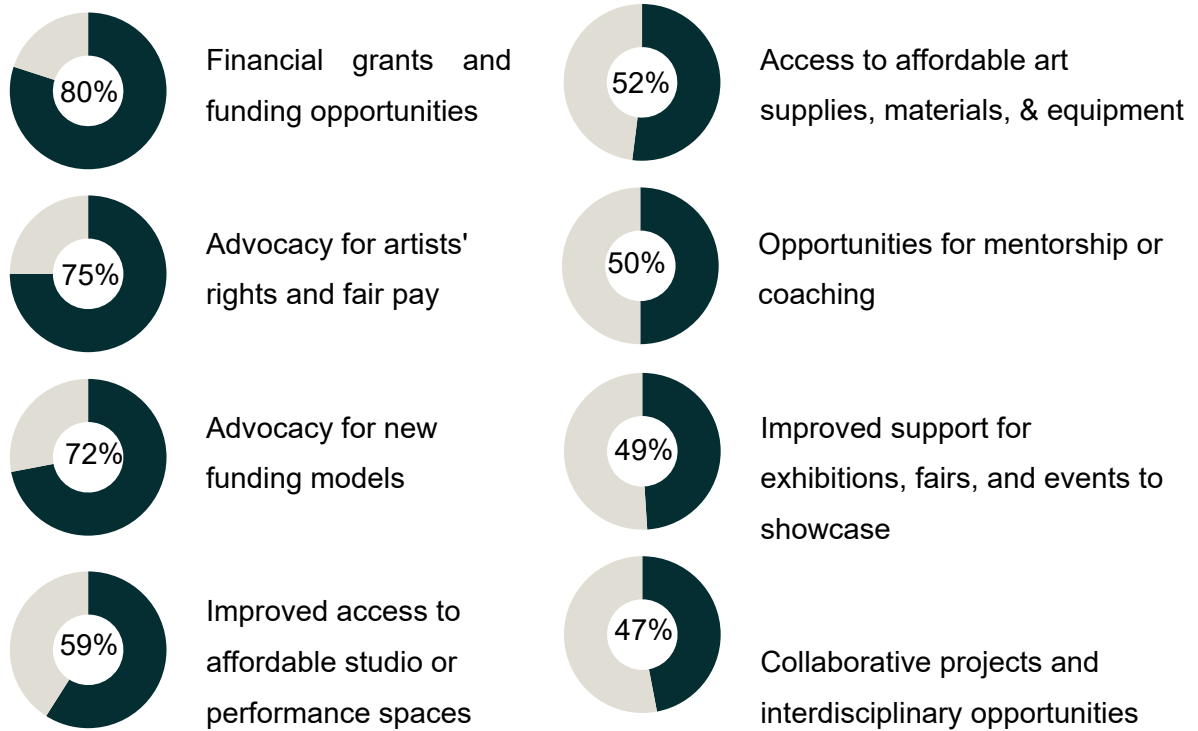 80%
Financial grants and
funding opportunities
75%
Advocacy for artists'
rights and fair pay
72%
Advocacy for new
funding models
59%
Improved access to
affordable studio or
performance spaces
52%
Access to affordable art
supplies, materials, & equipment
50%
Opportunities for mentorship or
coaching
49%
Improved support for
exhibitions, fairs, and events to
showcase
47%
Collaborative projects and
interdisciplinary opportunities